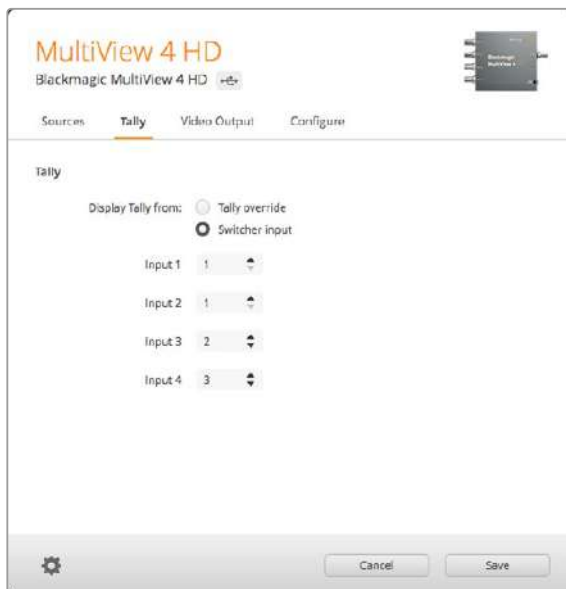 MultiView 4 HD
Blackmagic MultiView 4 HD
Sources Tally Video Output Configure
Tally
Display Tally from: Tally override
Switcher input
Input 1 1
Input 2 1
Input 3 2
Input 4 3
Cancel Save